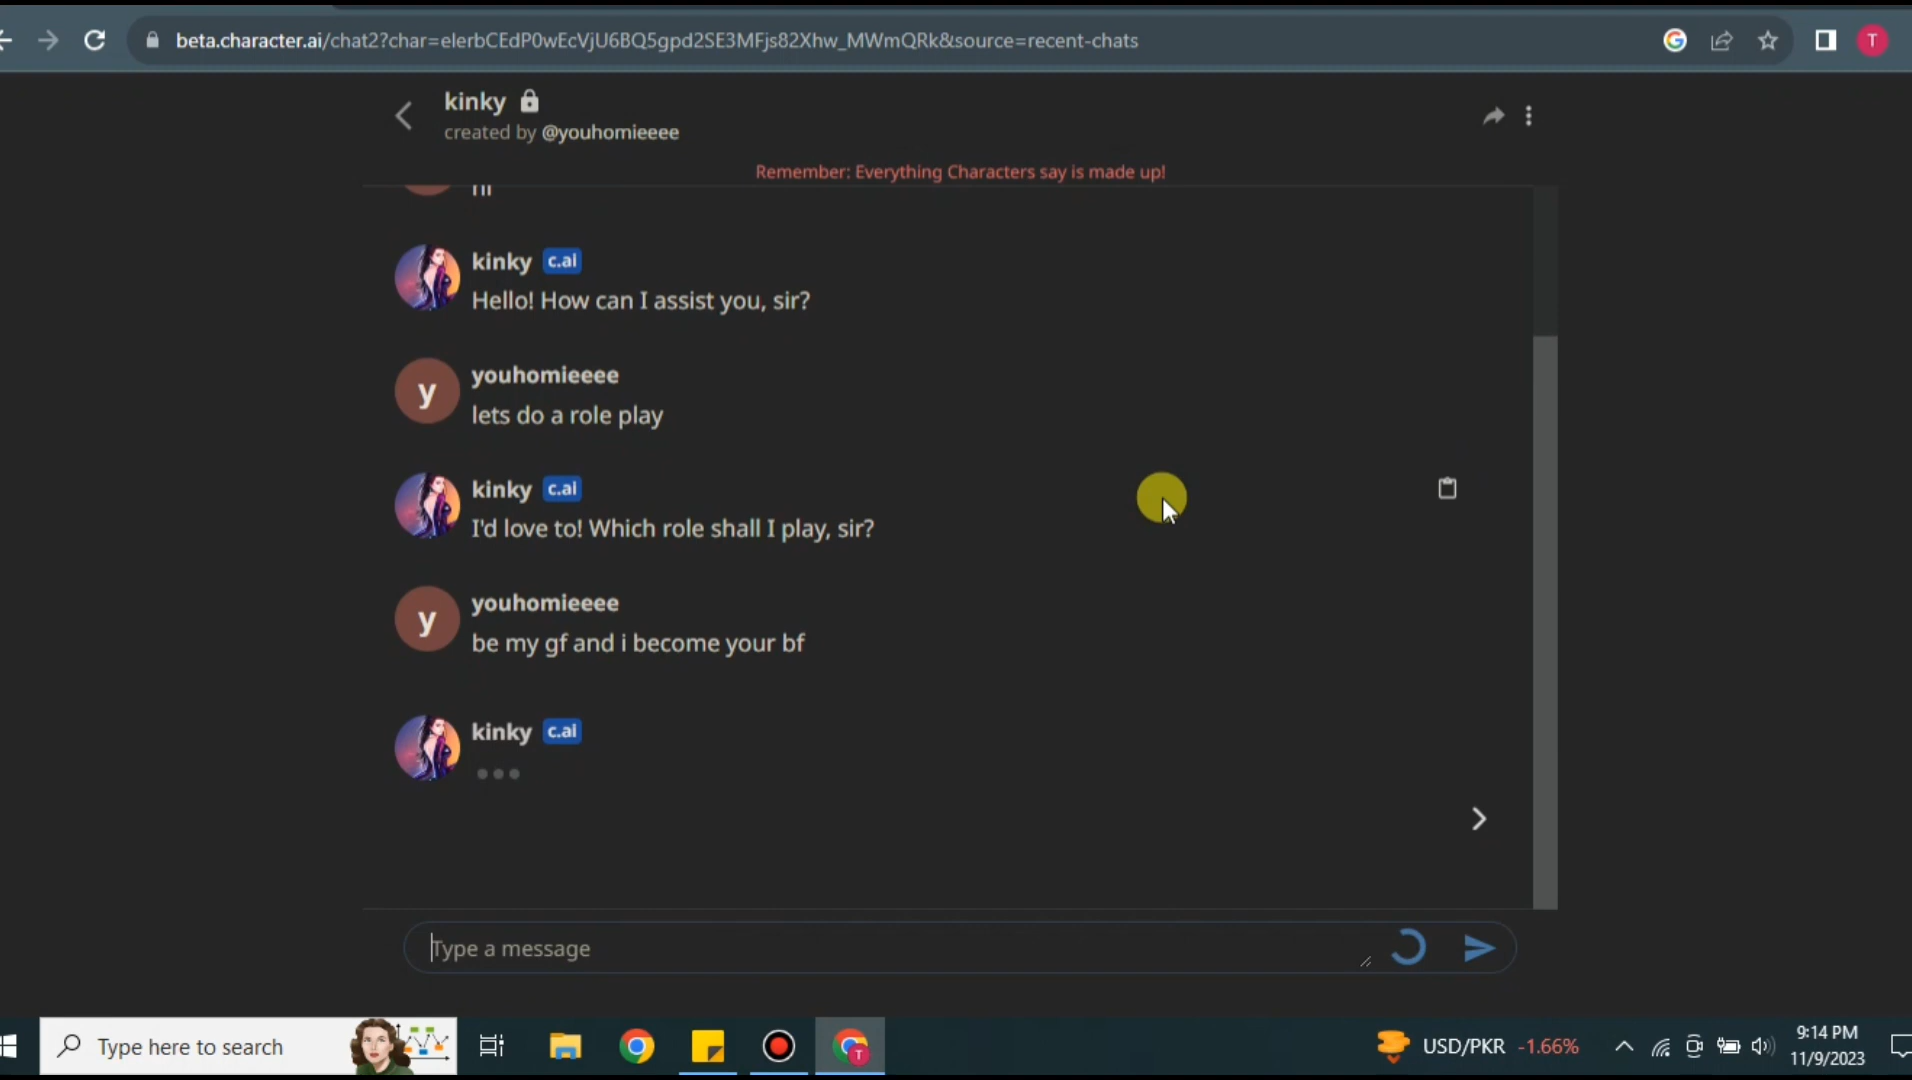 beta.character.ai/chat2?char=elerbCEdP0wEcVjU6BQ5gpd2SE3MFjs82Xhw_MWmQRk&source=recent-chats
T
kinky
created by @youhomieeee
Remember: Everything Characters say is made up!
hi
kinky c.ai
Hello! How can I assist you, sir?
y
youhomieeee
lets do a role play
kinky c.ai
I'd love to! Which role shall I play, sir?
y
youhomieeee
be my gf and i become your bf
kinky c.ai
Type a message
Type here to search
T
USD/PKR -1.66%
9:14 PM
11/9/2023